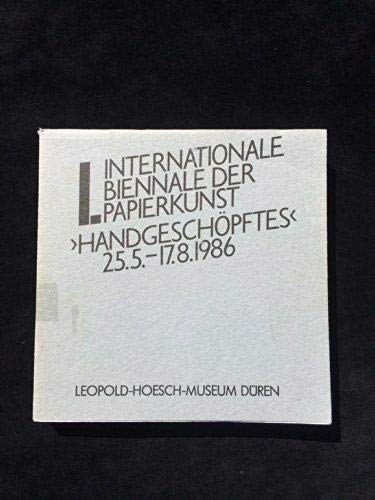 I. INTERNATIONALE
BIENNALE DER
PAPIERKUNST
›HANDGESCHÖPFTES‹
25.5.–17.8.1986
LEOPOLD-HOESCH-MUSEUM DÜREN